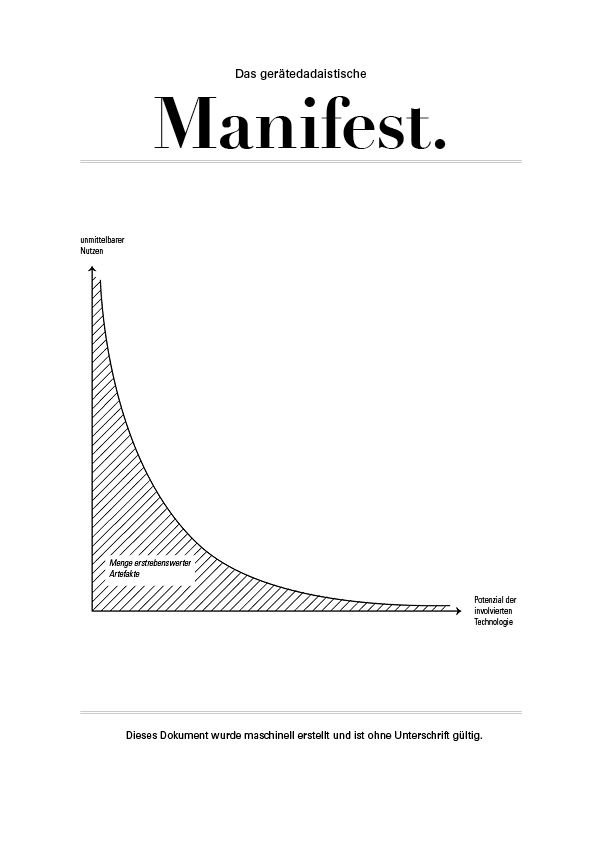 Das gerätedadaistische
Manifest.
unmittelbarer
Nutzen
Menge erstrebenswerter
Artefakte
Potenzial der
involvierten
Technologie
Dieses Dokument wurde maschinell erstellt und ist ohne Unterschrift gültig.